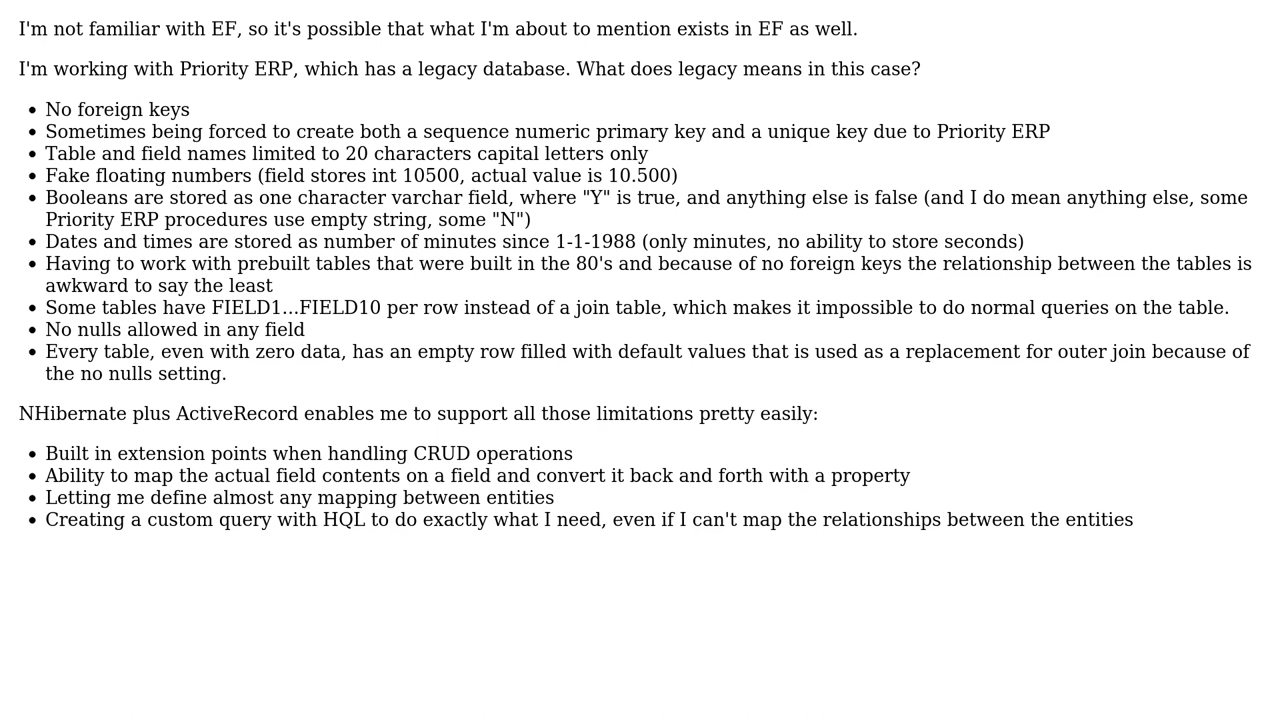 I'm not familiar with EF, so it's possible that what I'm about to mention exists in EF as well.
I'm working with Priority ERP, which has a legacy database. What does legacy means in this case?
• No foreign keys
• Sometimes being forced to create both a sequence numeric primary key and a unique key due to Priority ERP
• Table and field names limited to 20 characters capital letters only
• Fake floating numbers (field stores int 10500, actual value is 10.500)
• Booleans are stored as one character varchar field, where "Y" is true, and anything else is false (and I do mean anything else, some
Priority ERP procedures use empty string, some "N")
• Dates and times are stored as number of minutes since 1-1-1988 (only minutes, no ability to store seconds)
• Having to work with prebuilt tables that were built in the 80's and because of no foreign keys the relationship between the tables is
awkward to say the least
• Some tables have FIELD1...FIELD10 per row instead of a join table, which makes it impossible to do normal queries on the table.
• No nulls allowed in any field
• Every table, even with zero data, has an empty row filled with default values that is used as a replacement for outer join because of
the no nulls setting.
NHibernate plus ActiveRecord enables me to support all those limitations pretty easily:
• Built in extension points when handling CRUD operations
• Ability to map the actual field contents on a field and convert it back and forth with a property
• Letting me define almost any mapping between entities
• Creating a custom query with HQL to do exactly what I need, even if I can't map the relationships between the entities